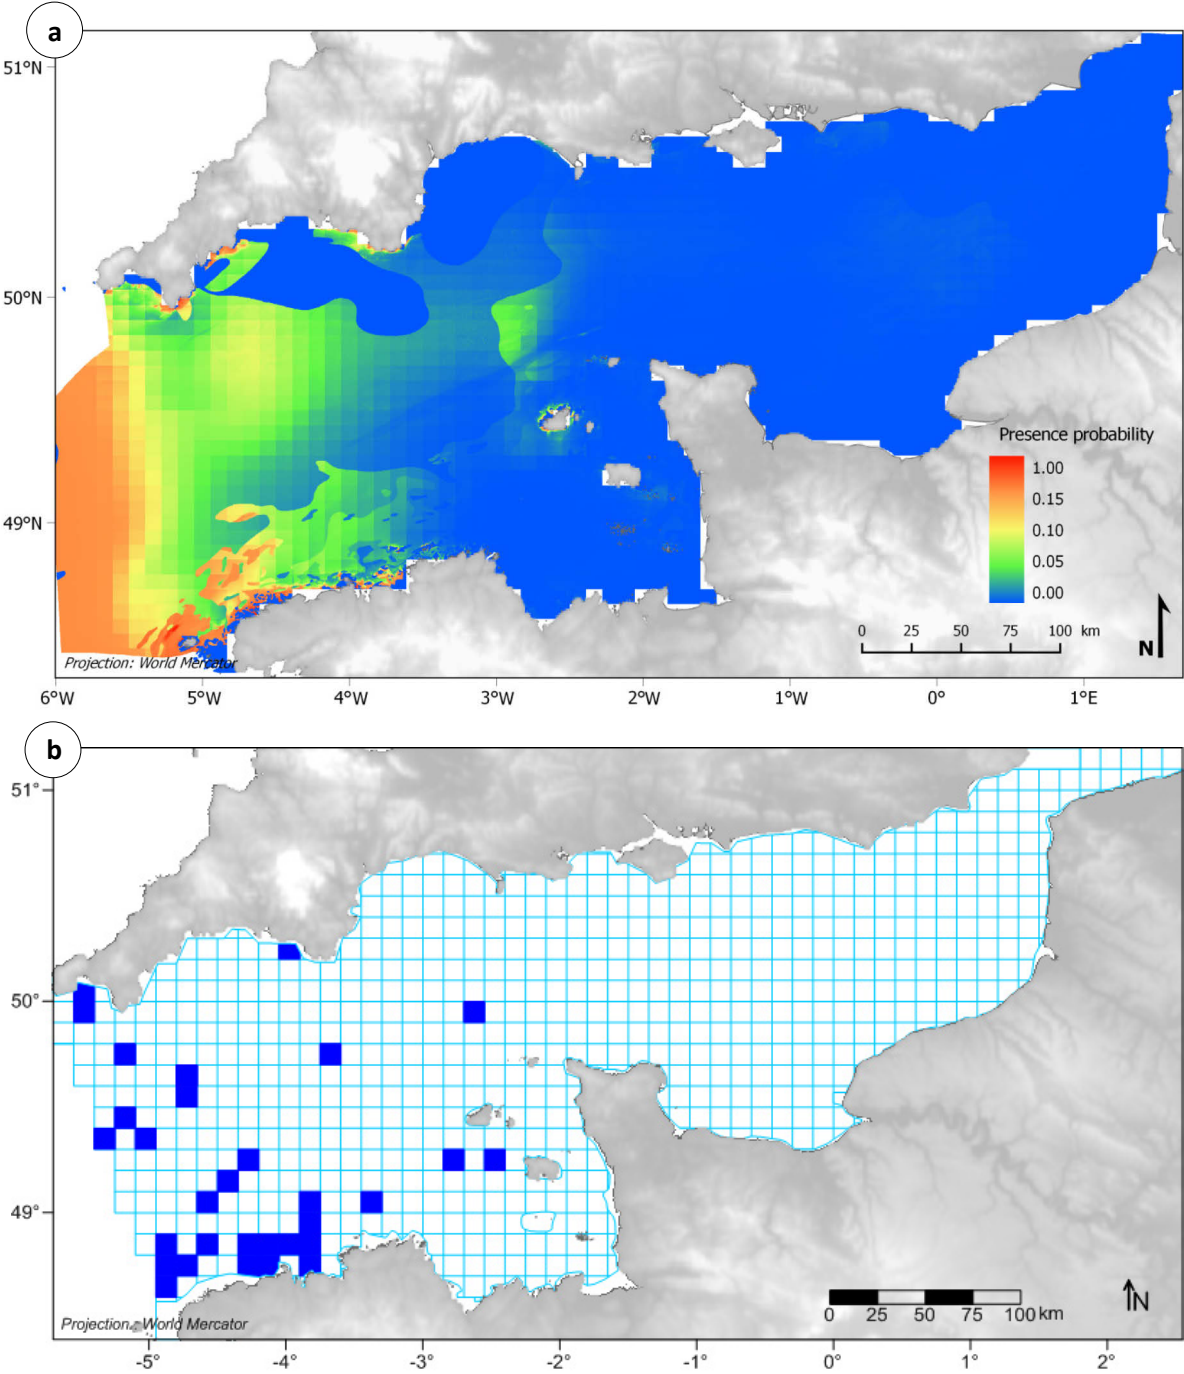 a
51°N
50°N
49°N
Presence probability
1.00
0.15
0.10
0.05
0.00
0 25 50 75 100 km
N
Projection: World Mercator
6°W 5°W 4°W 3°W 2°W 1°W 0° 1°E
b
51°
50°
49°
0 25 50 75 100 km
N
Projection: World Mercator
-5° -4° -3° -2° -1° 0° 1° 2°